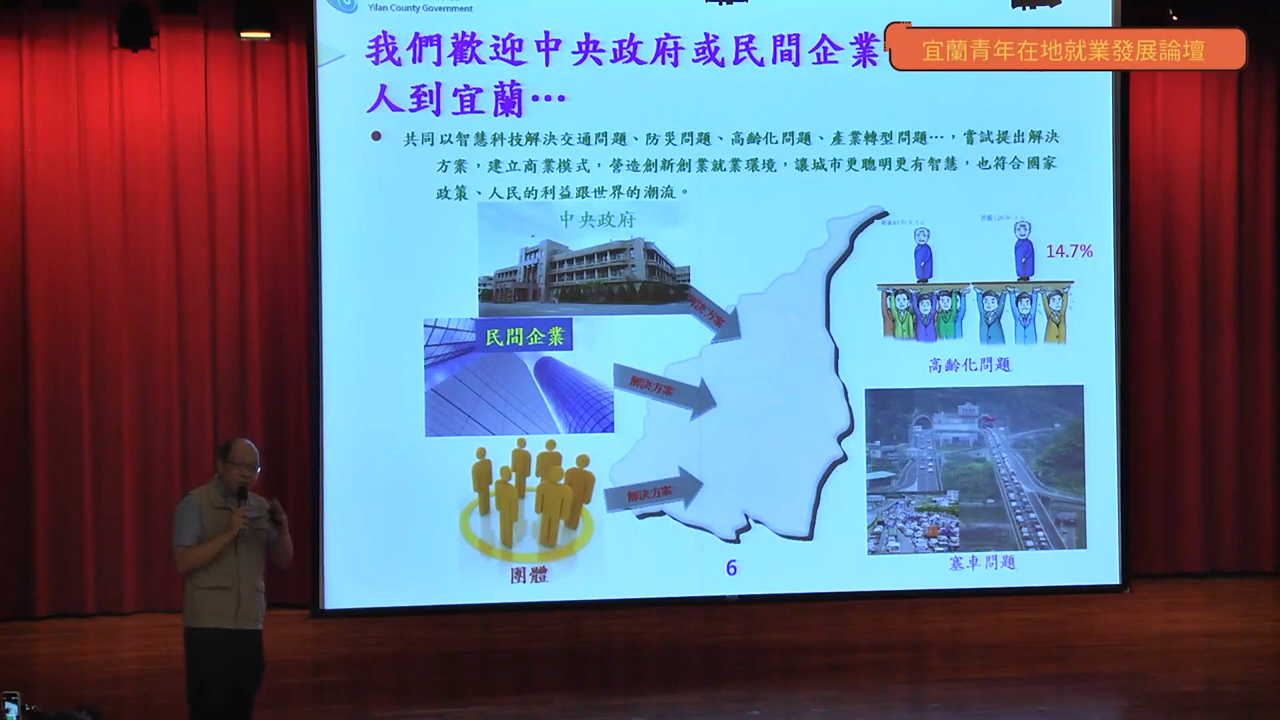 Yilan County Government
我們歡迎中央政府或民間企業
人到宜蘭…
宜蘭青年在地就業發展論壇
共同以智慧科技解決交通問題、防災問題、高齡化問題、產業轉型問題…，嘗試提出解決
方案，建立商業模式，營造創新創業就業環境，讓城市更聰明更有智慧，也符合國家
政策、人民的利益跟世界的潮流。
中央政府
解決方案
14.7%
民間企業
解決方案
高齡化問題
解決方案
團體
6
塞車問題